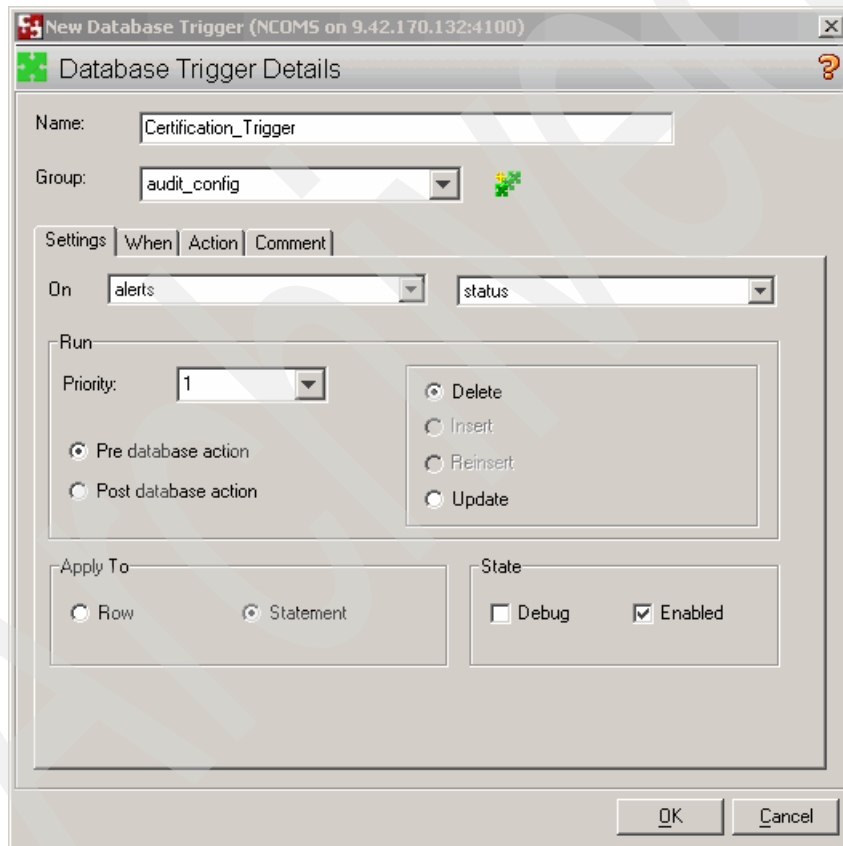 New Database Trigger (NCOMS on 9.42.170.132:4100)
Database Trigger Details
Name: Certification_Trigger
Group: audit_config
Settings When Action Comment
On alerts status
Run
Priority: 1
Delete
Insert
Pre database action
Reinsert
Post database action
Update
Apply To State
Row Statement Debug Enabled
OK Cancel